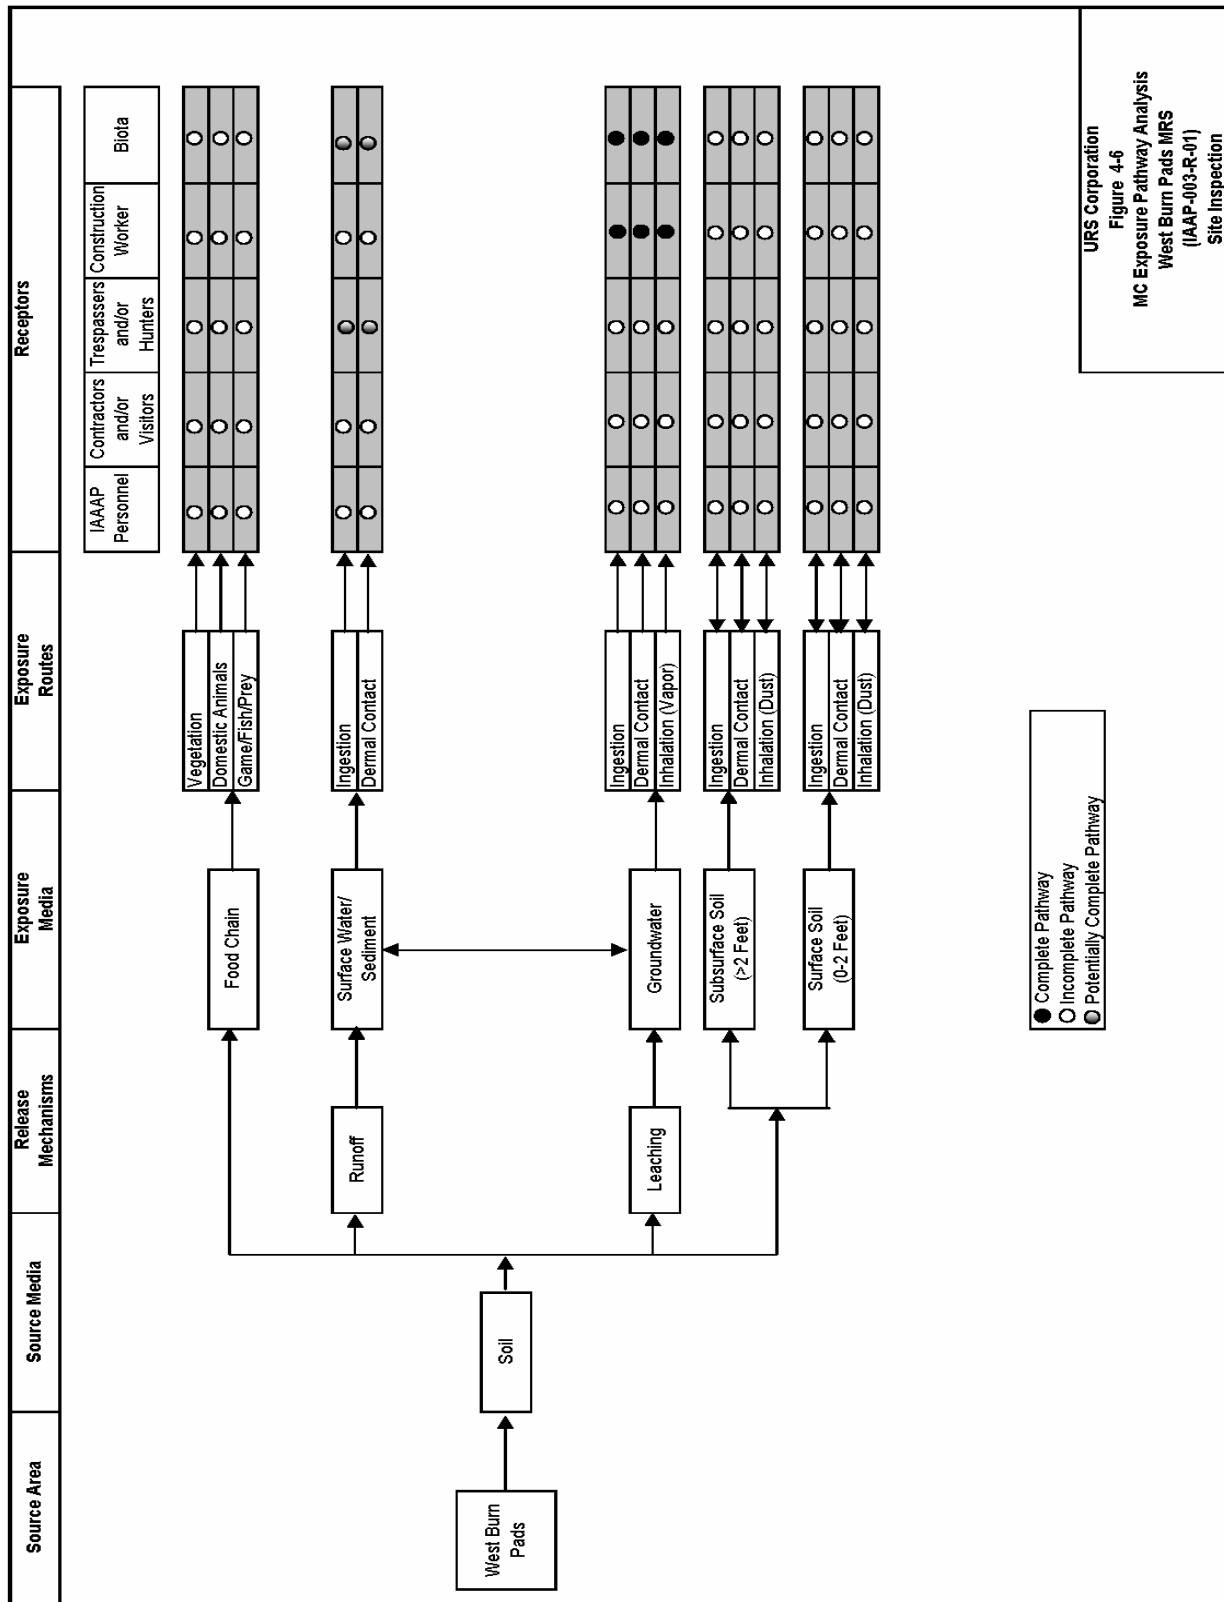 Source Area
Source Media
Release
Mechanisms
Exposure
Media
Exposure
Routes
Receptors
IAAAP
Personnel
Contractors
and/or
Visitors
Trespassers
and/or
Hunters
Construction
Worker
Biota
West Burn
Pads
Soil
Runoff
Leaching
Food Chain
Surface Water/
Sediment
Groundwater
Subsurface Soil
(>2 Feet)
Surface Soil
(0-2 Feet)
Vegetation
Domestic Animals
Game/Fish/Prey
Ingestion
Dermal Contact
Ingestion
Dermal Contact
Inhalation (Vapor)
Ingestion
Dermal Contact
Inhalation (Dust)
Ingestion
Dermal Contact
Inhalation (Dust)
Complete Pathway
Incomplete Pathway
Potentially Complete Pathway
URS Corporation
Figure 4-6
MC Exposure Pathway Analysis
West Burn Pads MRS
(IAAP-003-R-01)
Site Inspection